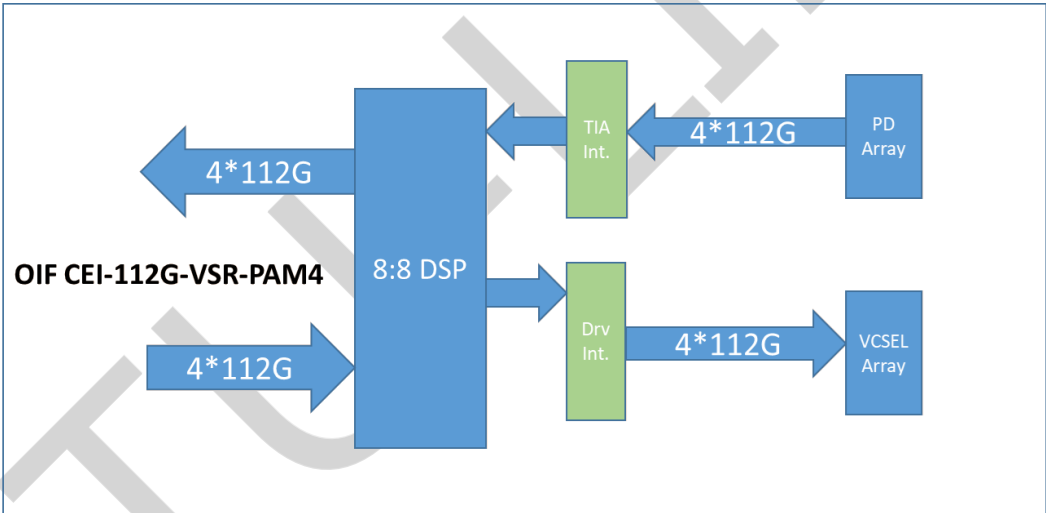 TIA
Int.
4*112G
PD
Array
4*112G
OIF CEI-112G-VSR-PAM4
8:8 DSP
Drv
Int.
4*112G
VCSEL
Array
4*112G